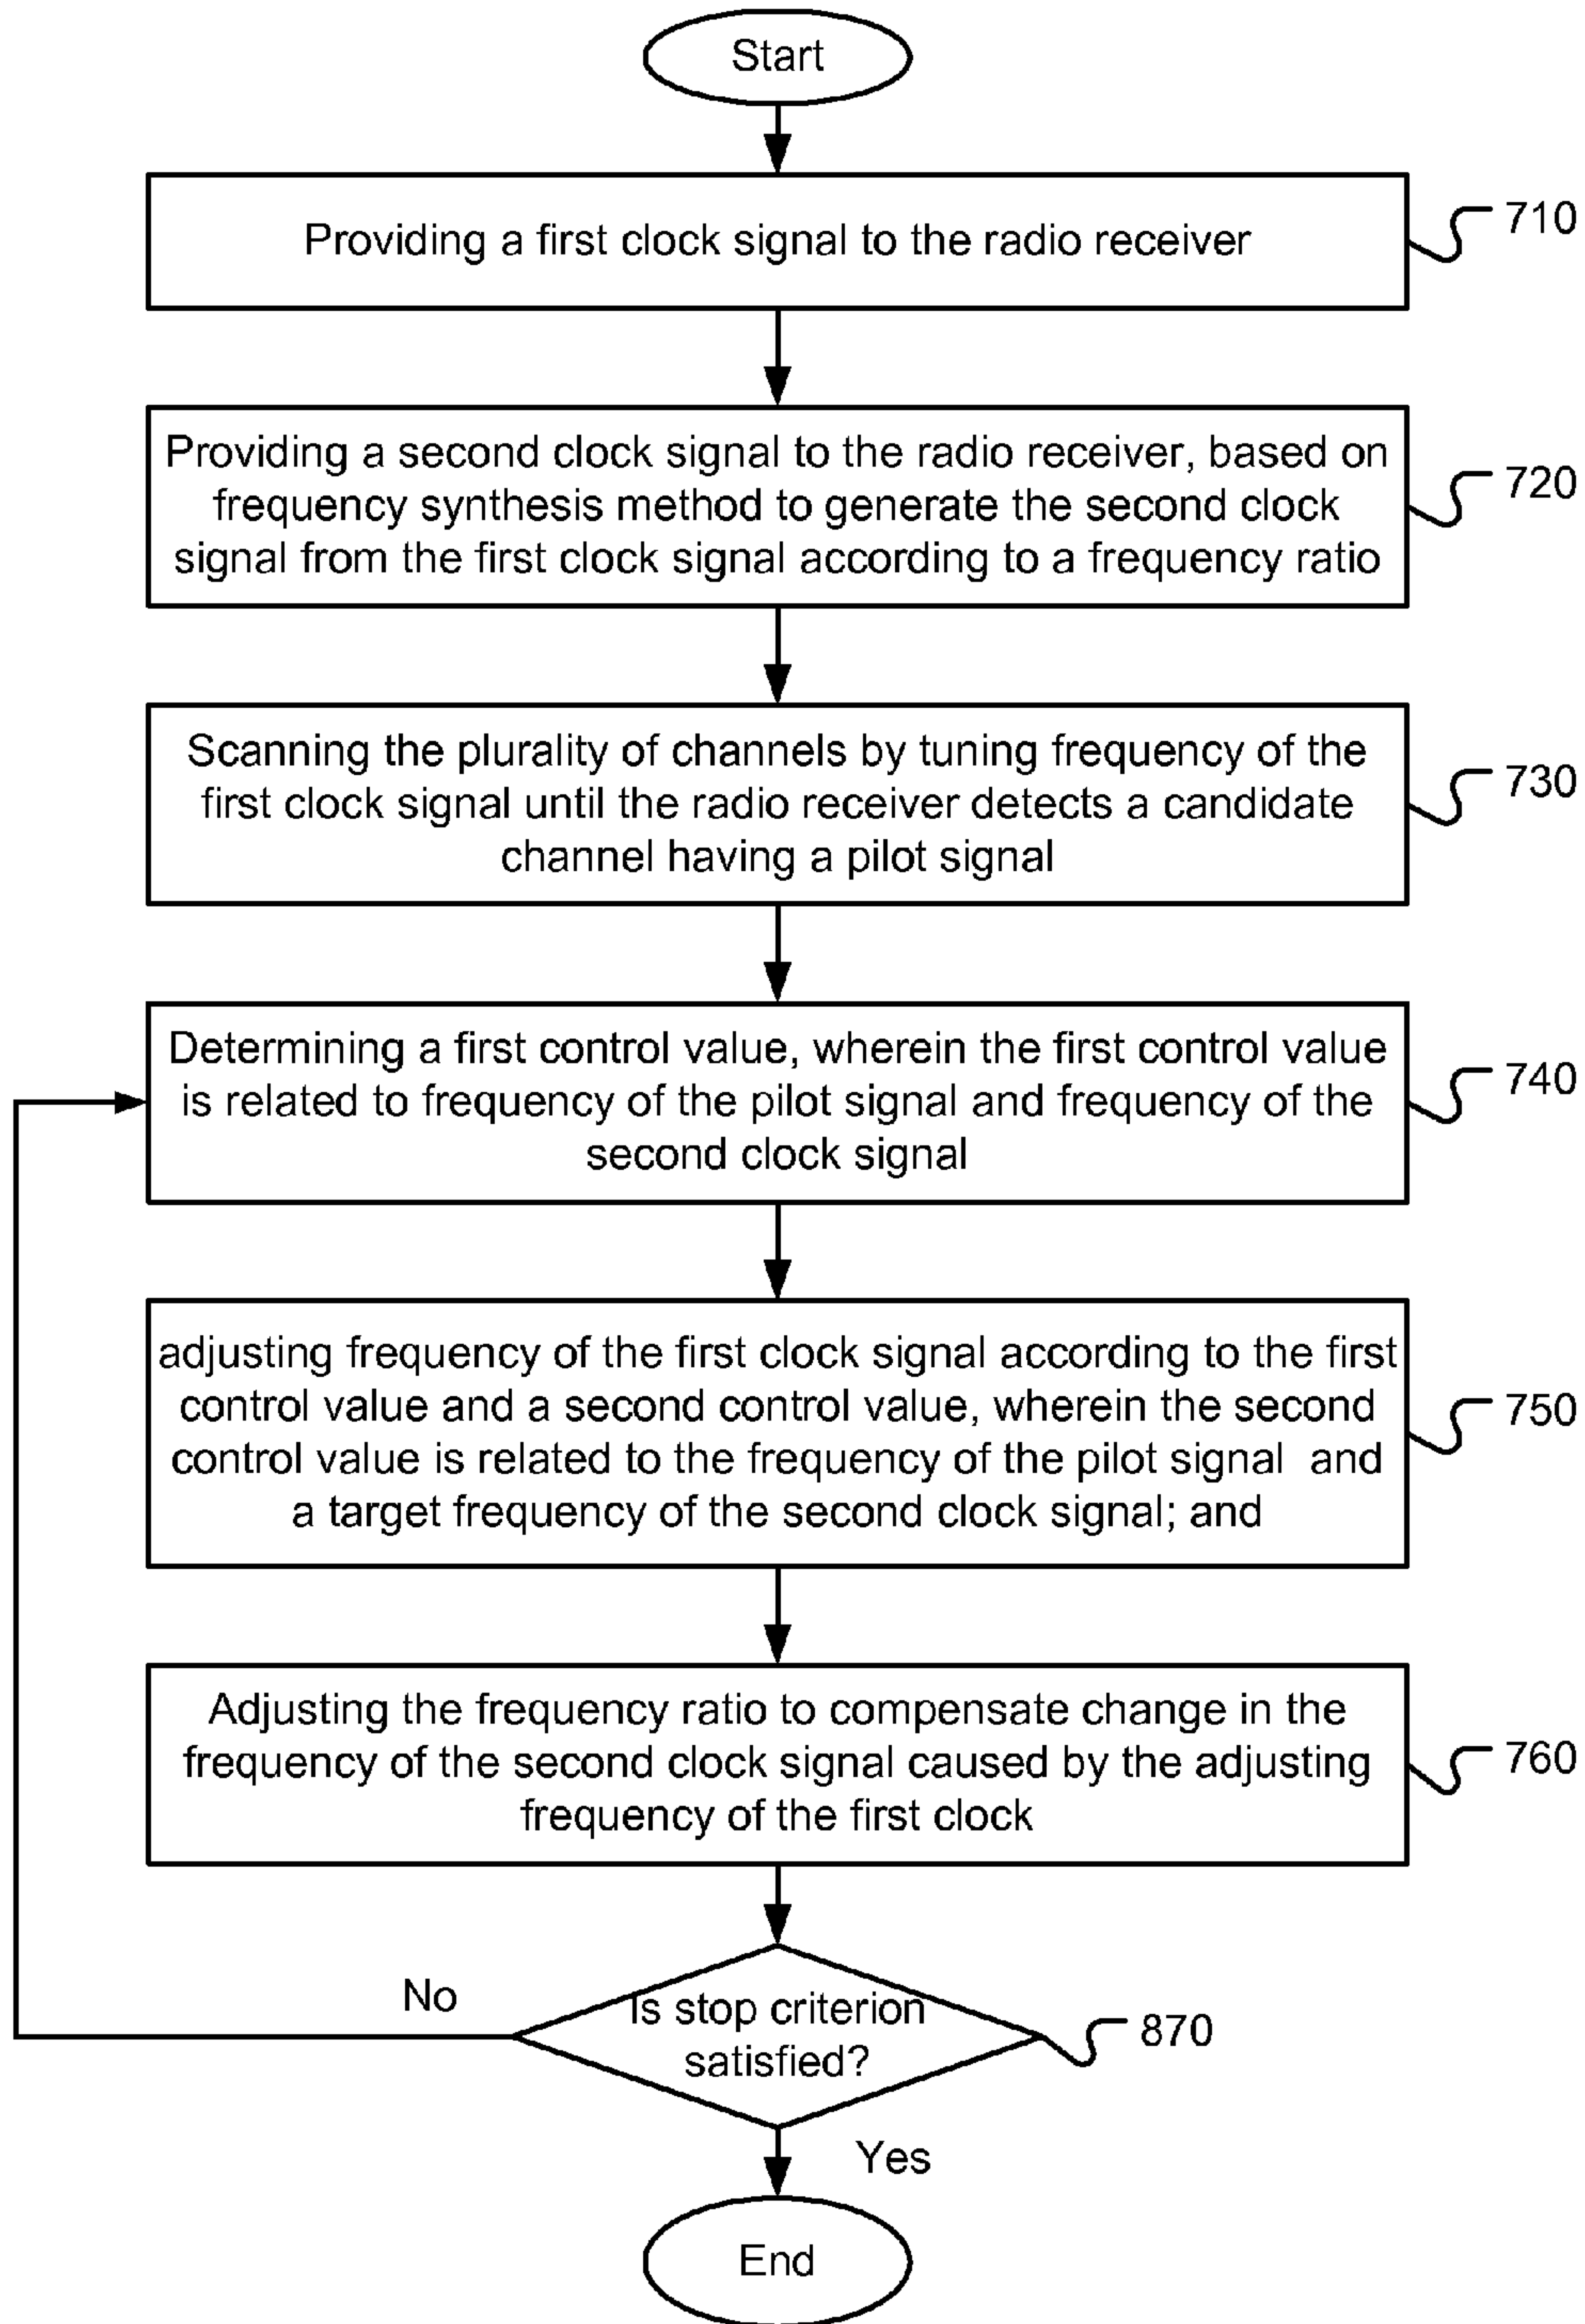 Start
Providing a first clock signal to the radio receiver
710
Providing a second clock signal to the radio receiver, based on
frequency synthesis method to generate the second clock
signal from the first clock signal according to a frequency ratio
720
Scanning the plurality of channels by tuning frequency of the
first clock signal until the radio receiver detects a candidate
channel having a pilot signal
730
Determining a first control value, wherein the first control value
is related to frequency of the pilot signal and frequency of the
second clock signal
740
adjusting frequency of the first clock signal according to the first
control value and a second control value, wherein the second
control value is related to the frequency of the pilot signal and
a target frequency of the second clock signal; and
750
Adjusting the frequency ratio to compensate change in the
frequency of the second clock signal caused by the adjusting
frequency of the first clock
760
No
Is stop criterion
satisfied?
870
Yes
End